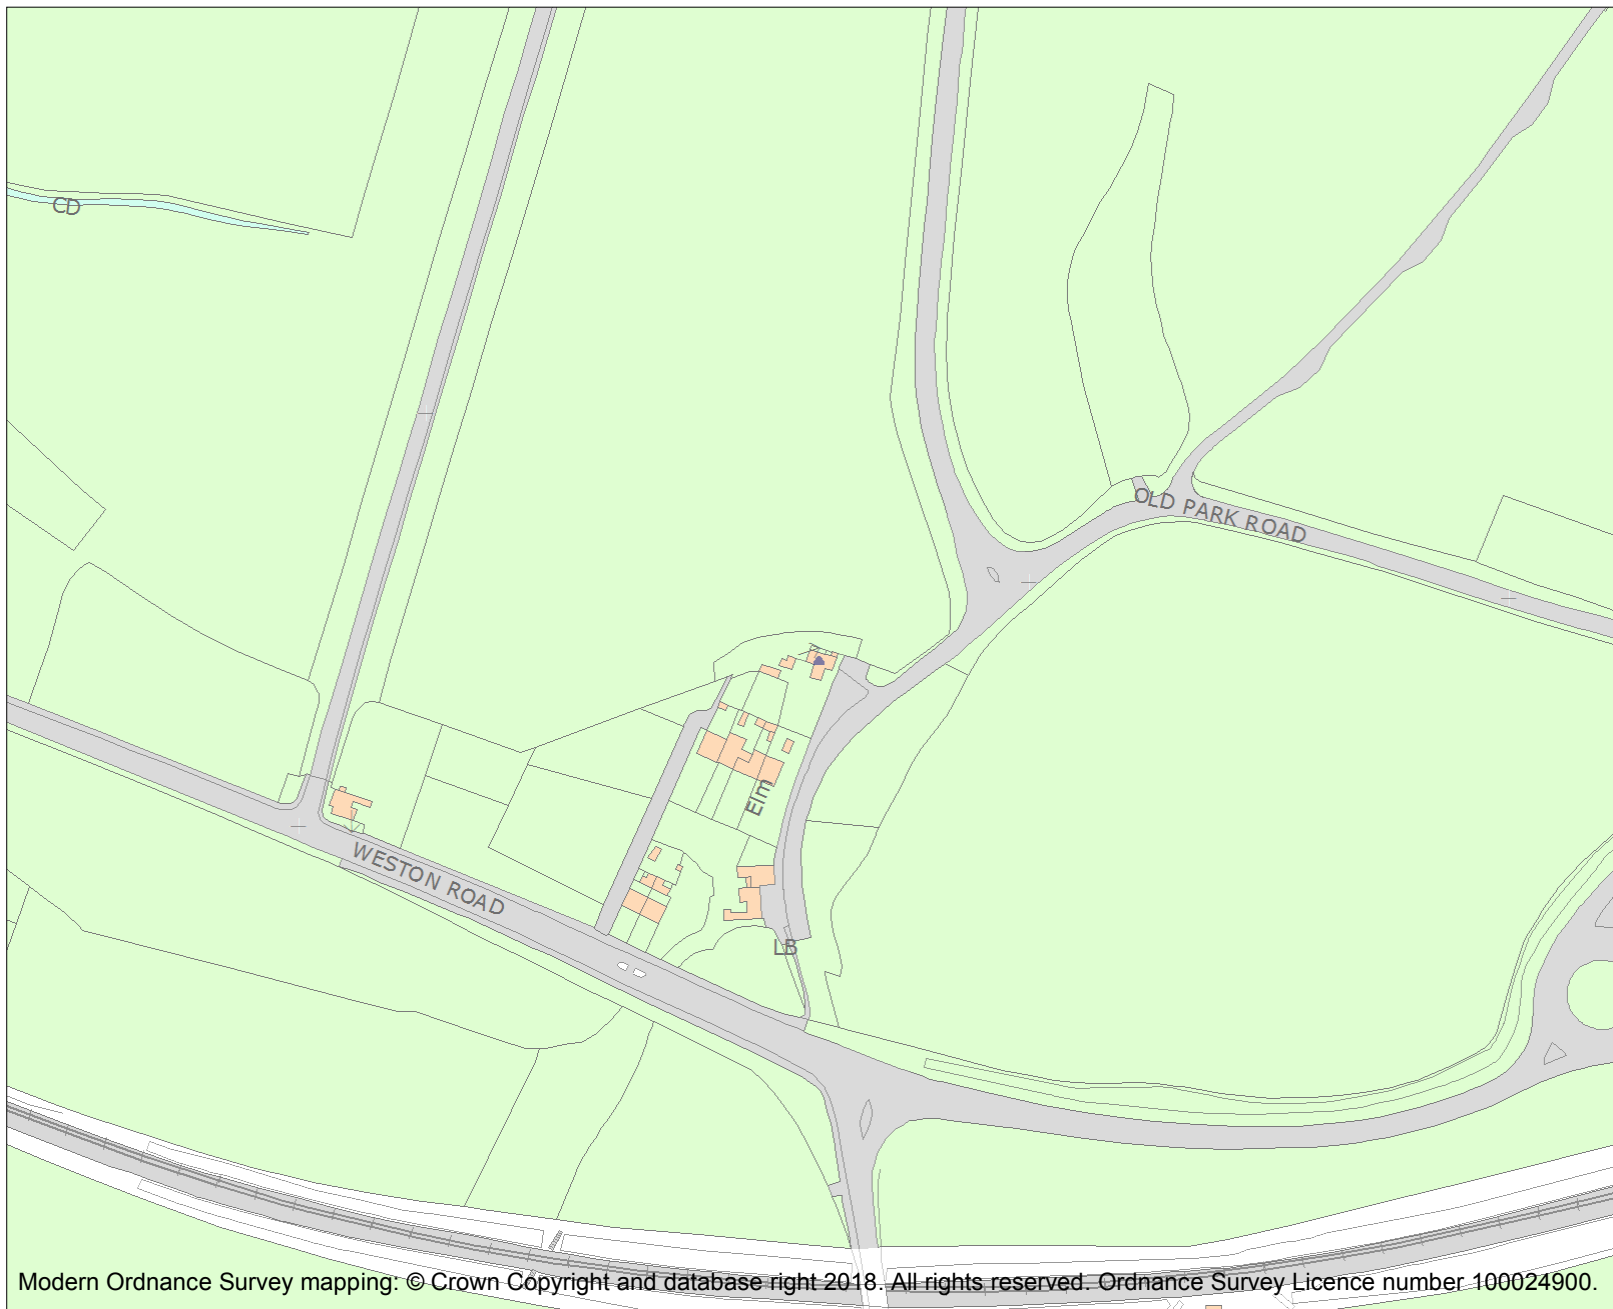 CD
OLD PARK ROAD
Elm
WESTON ROAD
LB
Modern Ordnance Survey mapping: © Crown Copyright and database right 2018. All rights reserved. Ordnance Survey Licence number 100024900.